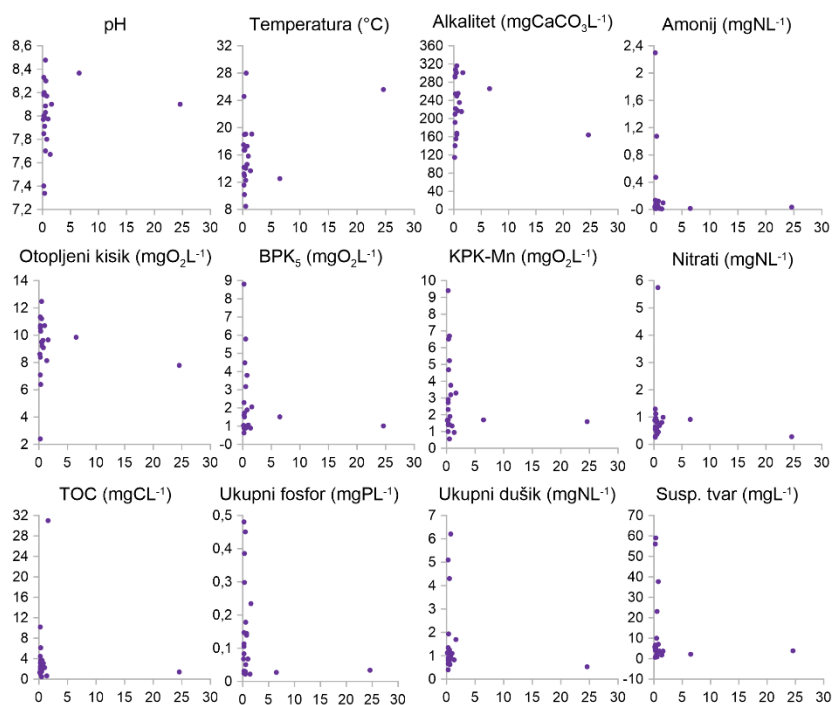 pH Temperatura (°C) Alkalitet (mgCaCO₃L⁻¹) Amonij (mgNL⁻¹)
8,6 32 360 2,4
8,4 28 320
8,2 24 280 1,6
8,0 20 240
7,8 16 200 0,8
7,6 12 160
7,4 8 120 -0
7,2 80
40
0
0 5 10 15 20 25 30 0 5 10 15 20 25 30 0 5 10 15 20 25 30 0 5 10 15 20 25 30
Otopljeni kisik (mgO₂L⁻¹) BPK₅ (mgO₂L⁻¹) KPK-Mn (mgO₂L⁻¹) Nitrati (mgNL⁻¹)
14 9 10 6
12 8 9 5
10 7 8 4
8 6 7 3
6 5 6 2
4 4 5 1
2 3 4 0
2 3
1 2
-0 1
0
0 5 10 15 20 25 30 0 5 10 15 20 25 30 0 5 10 15 20 25 30 0 5 10 15 20 25 30
TOC (mgCL⁻¹) Ukupni fosfor (mgPL⁻¹) Ukupni dušik (mgNL⁻¹) Susp. tvar (mgL⁻¹)
32 0,5 7 70
28 0,4 6 60
24 0,3 5 50
20 0,2 4 40
16 0,1 3 30
12 0 2 20
8 1 10
4 0 0
0 -10
0 5 10 15 20 25 30 0 5 10 15 20 25 30 0 5 10 15 20 25 30 0 5 10 15 20 25 30